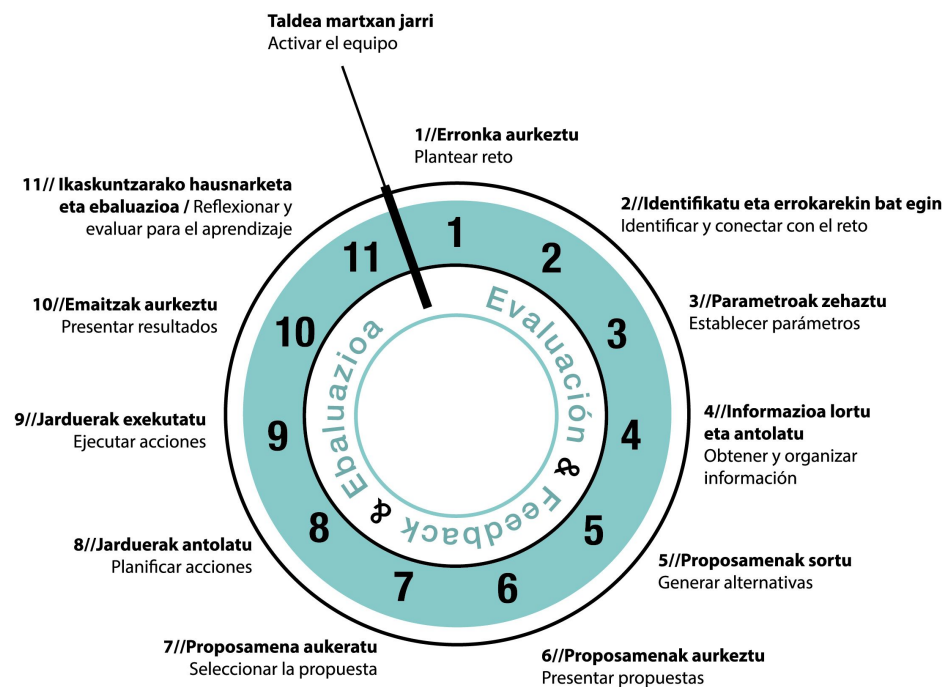 Taldea martxan jarri
Activar el equipo
1//Erronka aurkeztu
Plantear reto
2//Identifikatu eta errokarekin bat egin
Identificar y conectar con el reto
3//Parametroak zehaztu
Establecer parámetros
4//Informazioa lortu
eta antolatu
Obtener y organizar
información
5//Proposamenak sortu
Generar alternativas
6//Proposamenak aurkeztu
Presentar propuestas
7//Proposamena aukeratu
Seleccionar la propuesta
8//Jarduerak antolatu
Planificar acciones
9//Jarduerak exekutatu
Ejecutar acciones
10//Emaitzak aurkeztu
Presentar resultados
11// Ikaskuntzarako hausnarketa
eta ebaluazioa / Reflexionar y
evaluar para el aprendizaje
1
2
3
4
5
6
7
8
9
10
11
Evaluación & Feedback & Ebaluazioa